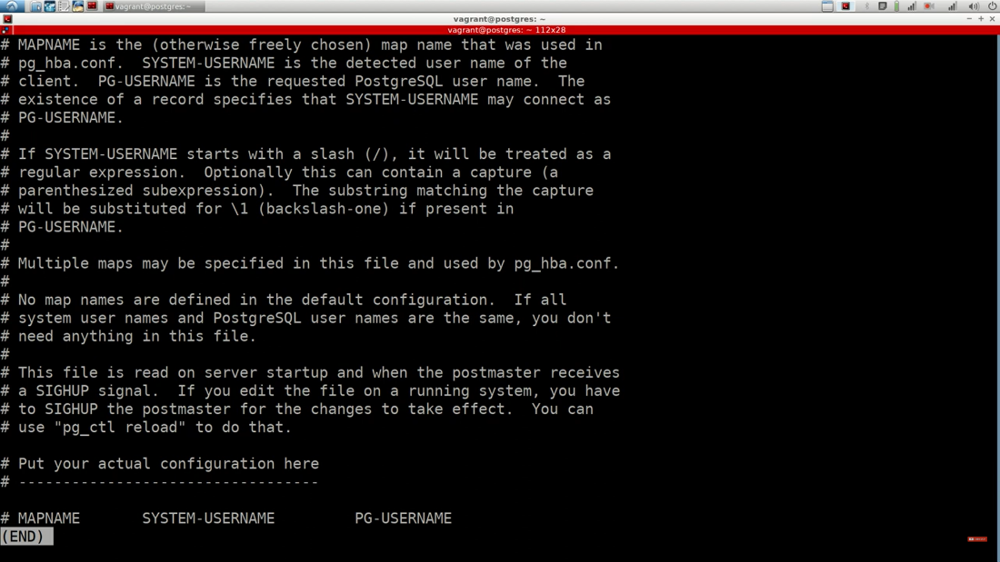 vagrant@postgres: ~
vagrant@postgres: ~
vagrant@postgres: ~ 112x28
# MAPNAME is the (otherwise freely chosen) map name that was used in
# pg_hba.conf.  SYSTEM-USERNAME is the detected user name of the
# client.  PG-USERNAME is the requested PostgreSQL user name.  The
# existence of a record specifies that SYSTEM-USERNAME may connect as
# PG-USERNAME.
#
# If SYSTEM-USERNAME starts with a slash (/), it will be treated as a
# regular expression.  Optionally this can contain a capture (a
# parenthesized subexpression).  The substring matching the capture
# will be substituted for \1 (backslash-one) if present in
# PG-USERNAME.
#
# Multiple maps may be specified in this file and used by pg_hba.conf.
#
# No map names are defined in the default configuration.  If all
# system user names and PostgreSQL user names are the same, you don't
# need anything in this file.
#
# This file is read on server startup and when the postmaster receives
# a SIGHUP signal.  If you edit the file on a running system, you have
# to SIGHUP the postmaster for the changes to take effect.  You can
# use "pg_ctl reload" to do that.

# Put your actual configuration here
# ----------------------------------

# MAPNAME       SYSTEM-USERNAME         PG-USERNAME
(END)